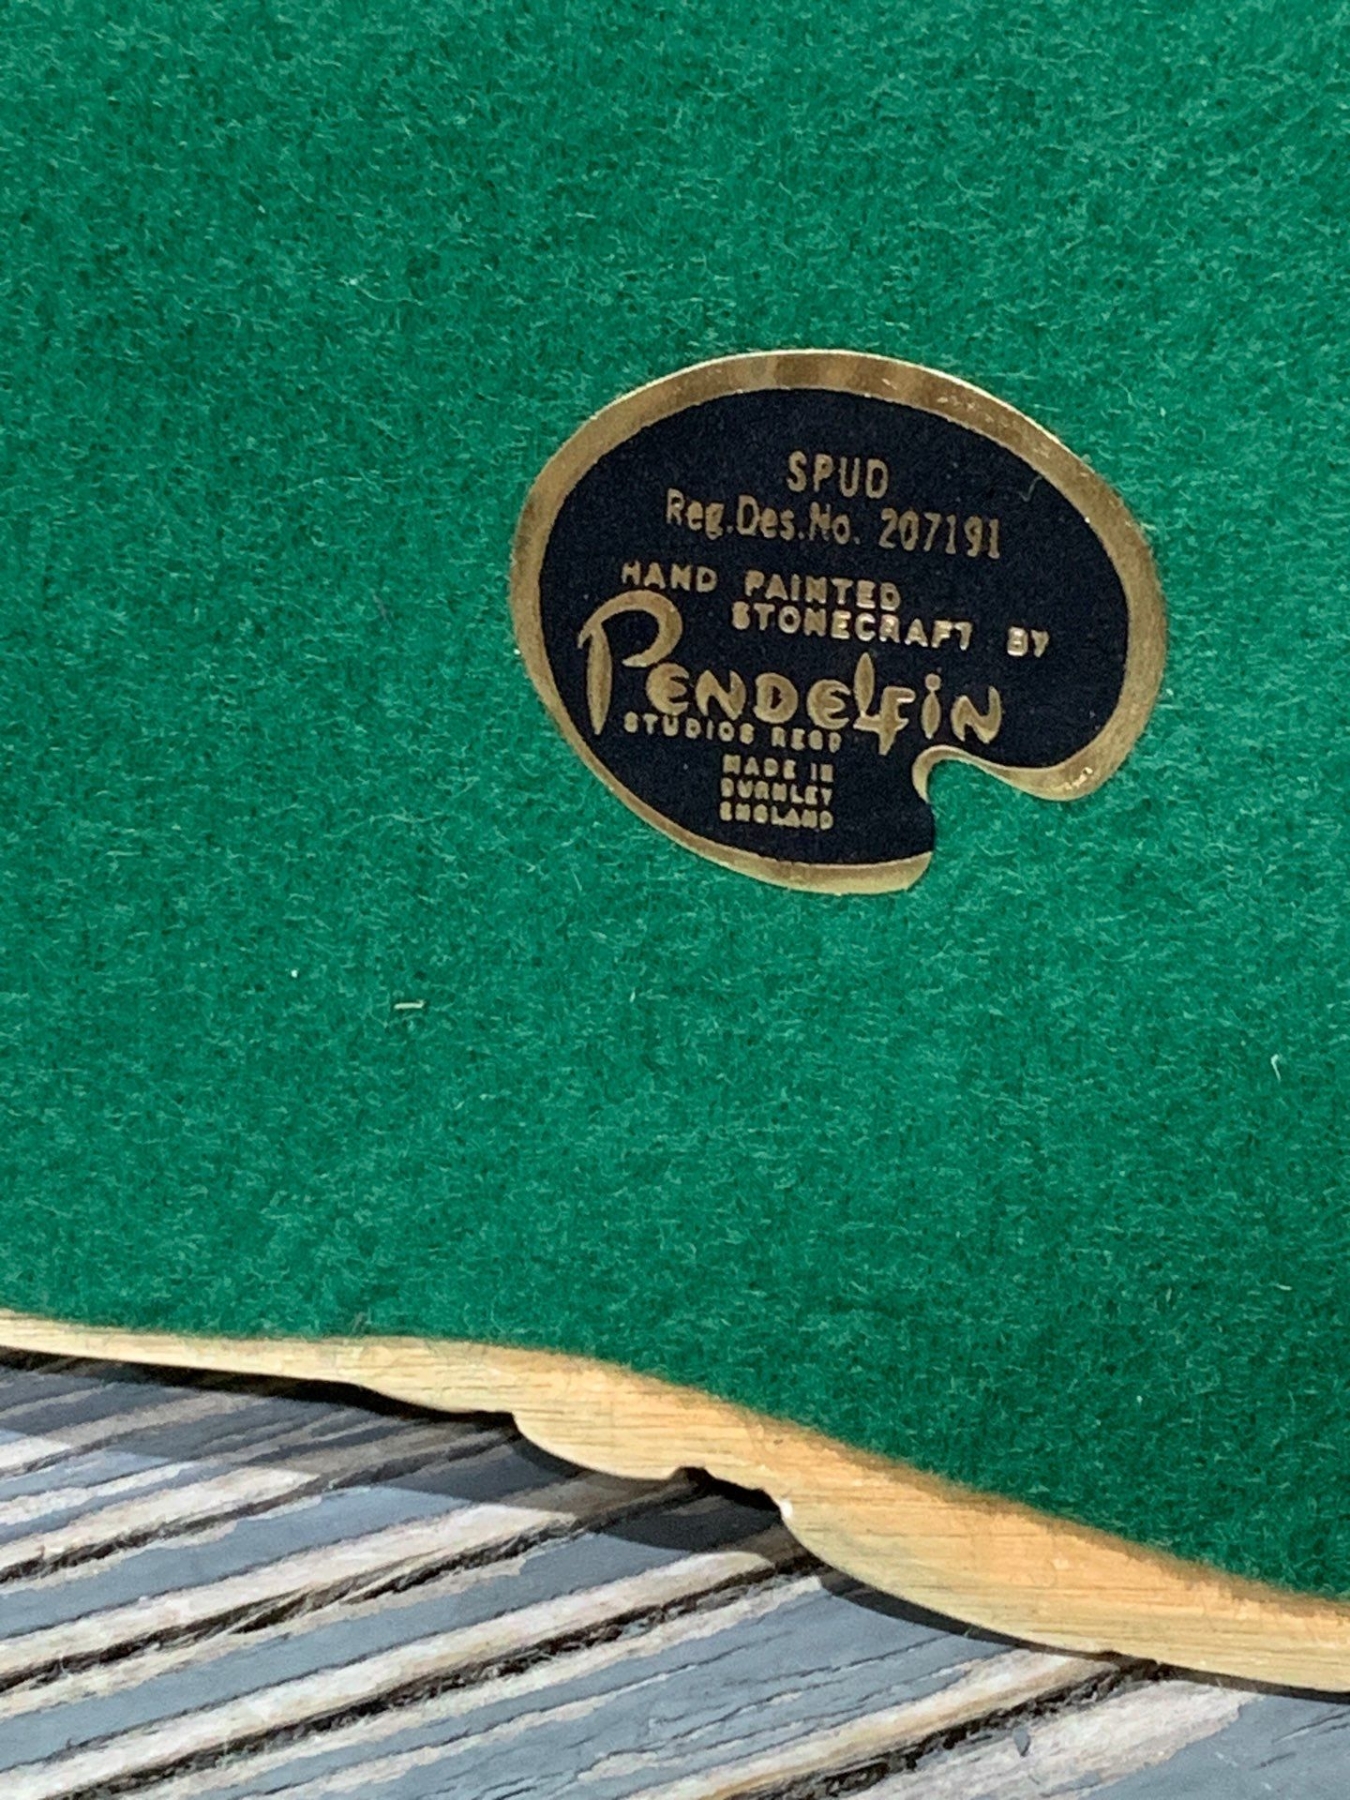 SPUD
Reg.Des.No. 207191
HAND PAINTED
STONECRAFT BY
PENDELFIN
STUDIOS REGD
MADE IN
BURNLEY
ENGLAND